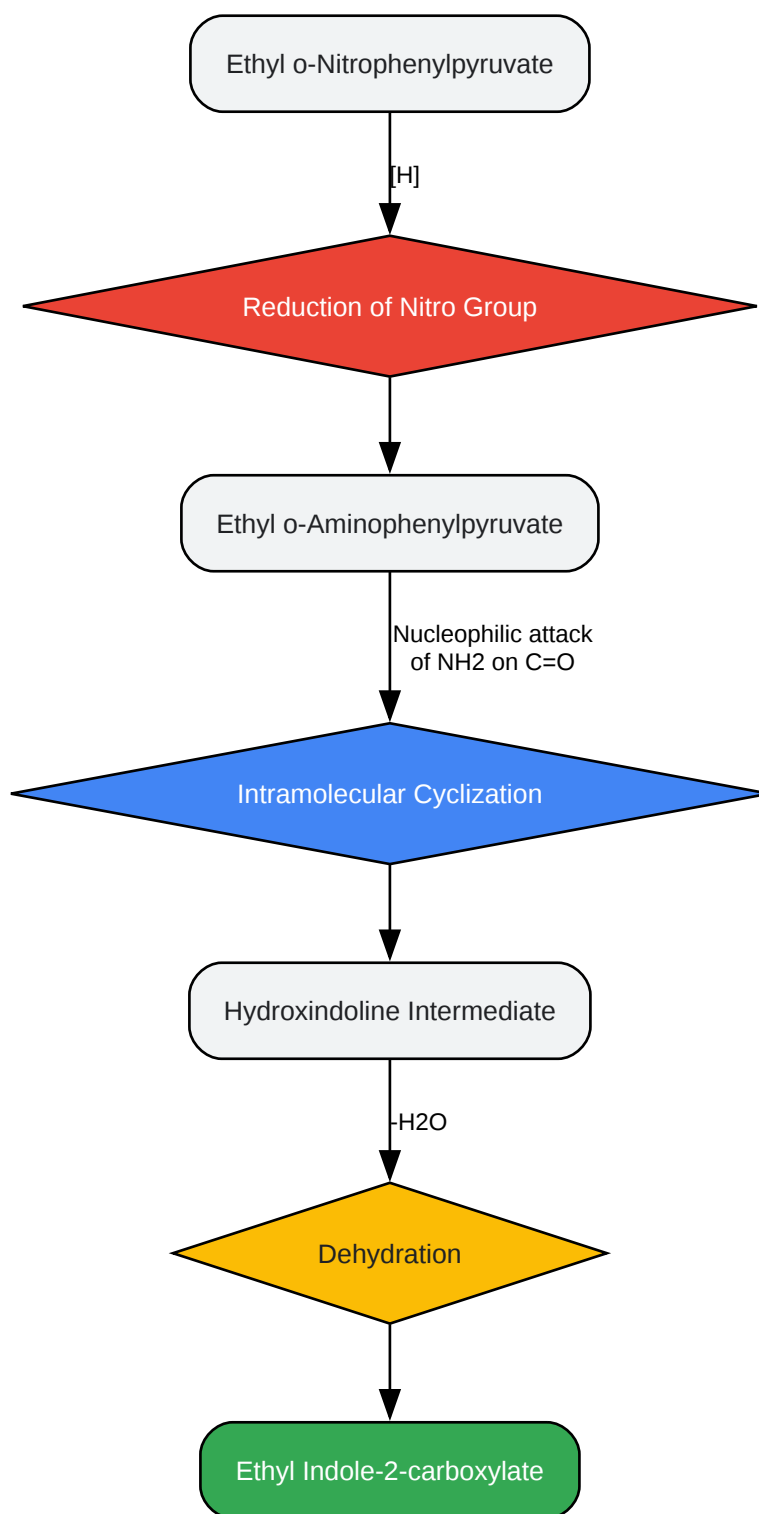 Ethyl o-Nitrophenylpyruvate
[H]
Reduction of Nitro Group
Ethyl o-Aminophenylpyruvate
Nucleophilic attack
of NH2 on C=O
Intramolecular Cyclization
Hydroxindoline Intermediate
-H2O
Dehydration
Ethyl Indole-2-carboxylate